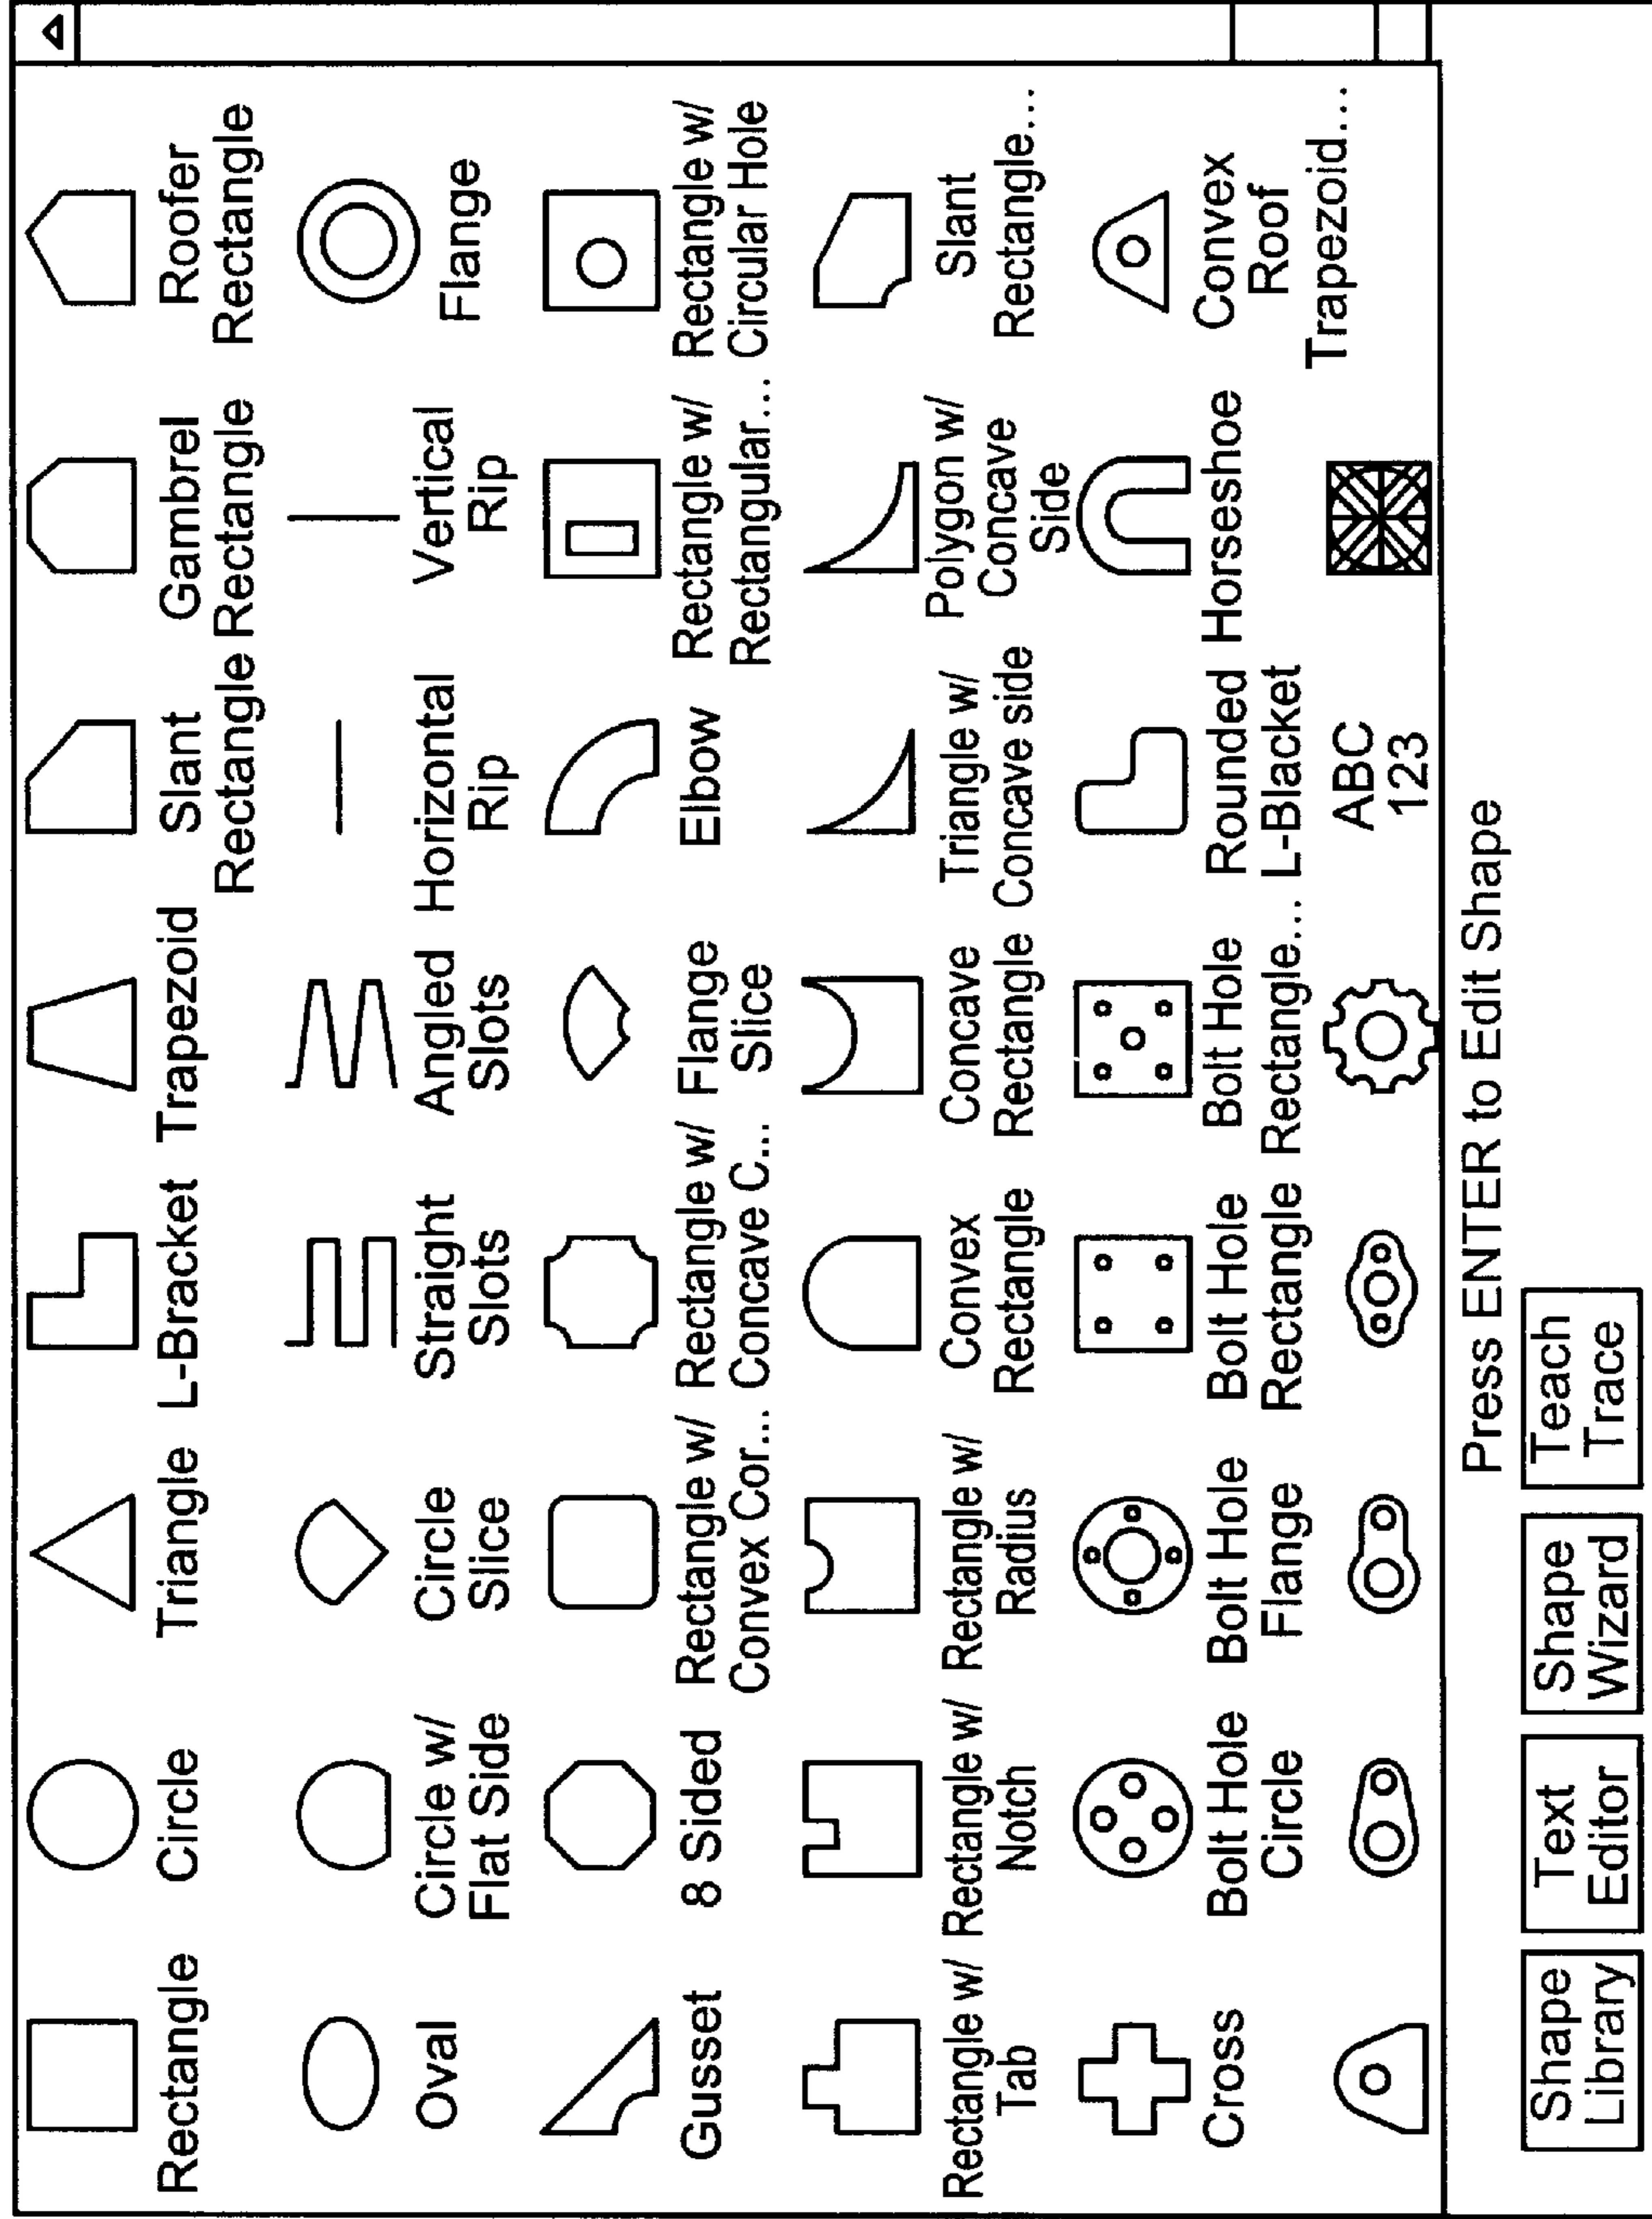 Rectangle
Circle
Triangle
L-Bracket
Trapezoid
Slant
Rectangle
Gambrel
Rectangle
Roofer
Rectangle
Oval
Circle w/
Flat Side
Circle
Slice
Straight
Slots
Angled
Slots
Horizontal
Rip
Vertical
Rip
Flange
Gusset
8 Sided
Rectangle w/
Convex Cor...
Rectangle w/
Concave C...
Flange
Slice
Elbow
Rectangle w/
Rectangular...
Rectangle w/
Circular Hole
Rectangle w/
Tab
Rectangle w/
Notch
Rectangle w/
Radius
Convex
Rectangle
Concave
Rectangle
Triangle w/
Concave side
Polygon w/
Concave
Side
Slant
Rectangle...
Cross
Bolt Hole
Circle
Bolt Hole
Flange
Bolt Hole
Rectangle
Bolt Hole
Rectangle...
Rounded
L-Blacket
Horseshoe
Convex
Roof
Trapezoid...
ABC
123
Press ENTER to Edit Shape
Shape
Library
Text
Editor
Shape
Wizard
Teach
Trace